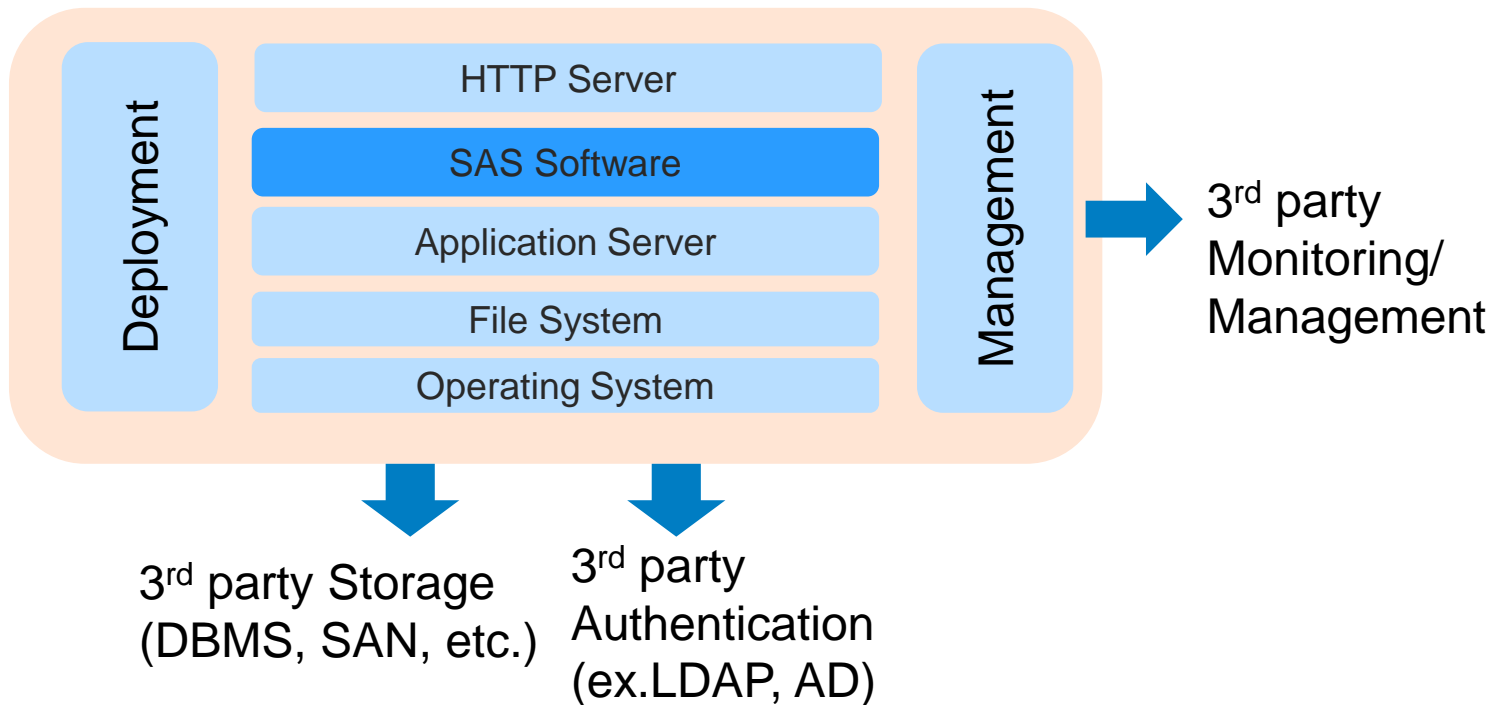 Deployment
HTTP Server
SAS Software
Application Server
File System
Operating System
Management
3rd party
Monitoring/
Management
3rd party Storage
(DBMS, SAN, etc.)
3rd party
Authentication
(ex.LDAP, AD)